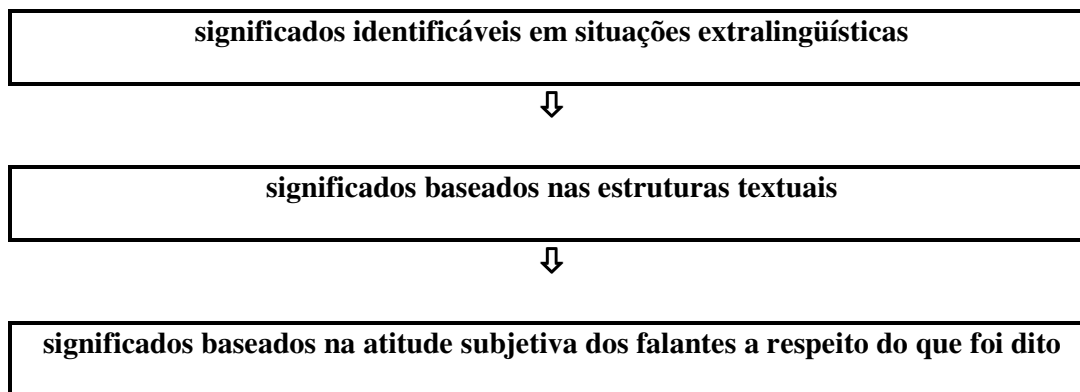 significados identificáveis em situações extralingüísticas
significados baseados nas estruturas textuais
significados baseados na atitude subjetiva dos falantes a respeito do que foi dito